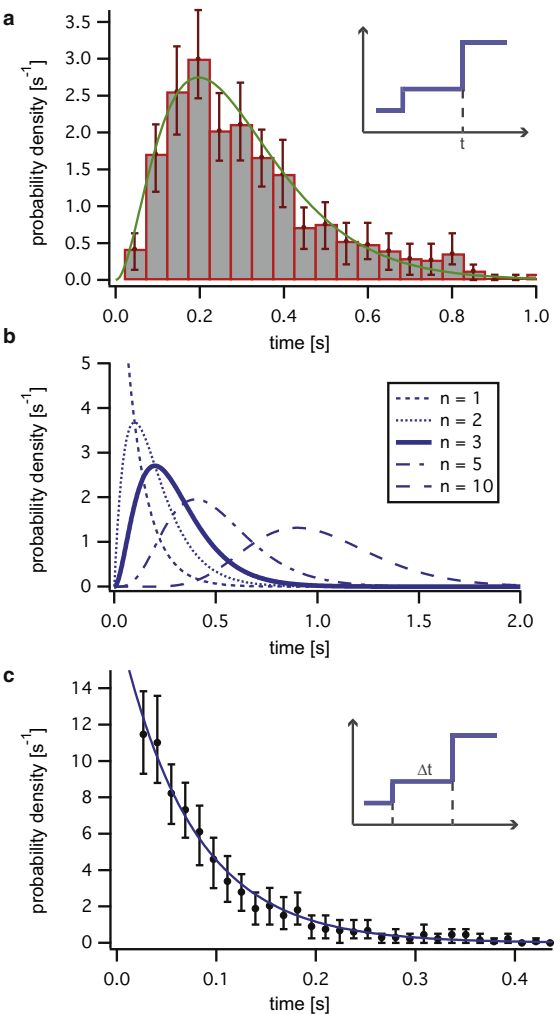 a
probability density [s⁻¹]
3.5
3.0
2.5
2.0
1.5
1.0
0.5
0.0
t
0.0 0.2 0.4 0.6 0.8 1.0
time [s]
b
probability density [s⁻¹]
5
4
3
2
1
0
n = 1
n = 2
n = 3
n = 5
n = 10
0.0 0.5 1.0 1.5 2.0
time [s]
c
probability density [s⁻¹]
14
12
10
8
6
4
2
0
Δt
0.0 0.1 0.2 0.3 0.4
time [s]